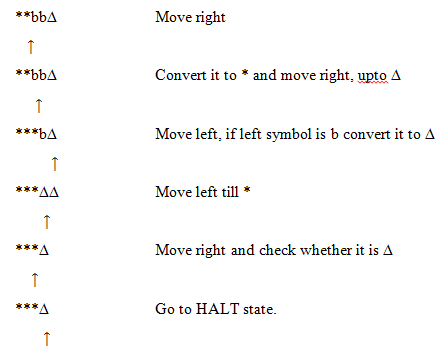 **bbΔ Move right
↑
**bbΔ Convert it to * and move right, upto Δ
↑
***bΔ Move left, if left symbol is b convert it to Δ
↑
***ΔΔ Move left till *
↑
***Δ Move right and check whether it is Δ
↑
***Δ Go to HALT state.
↑